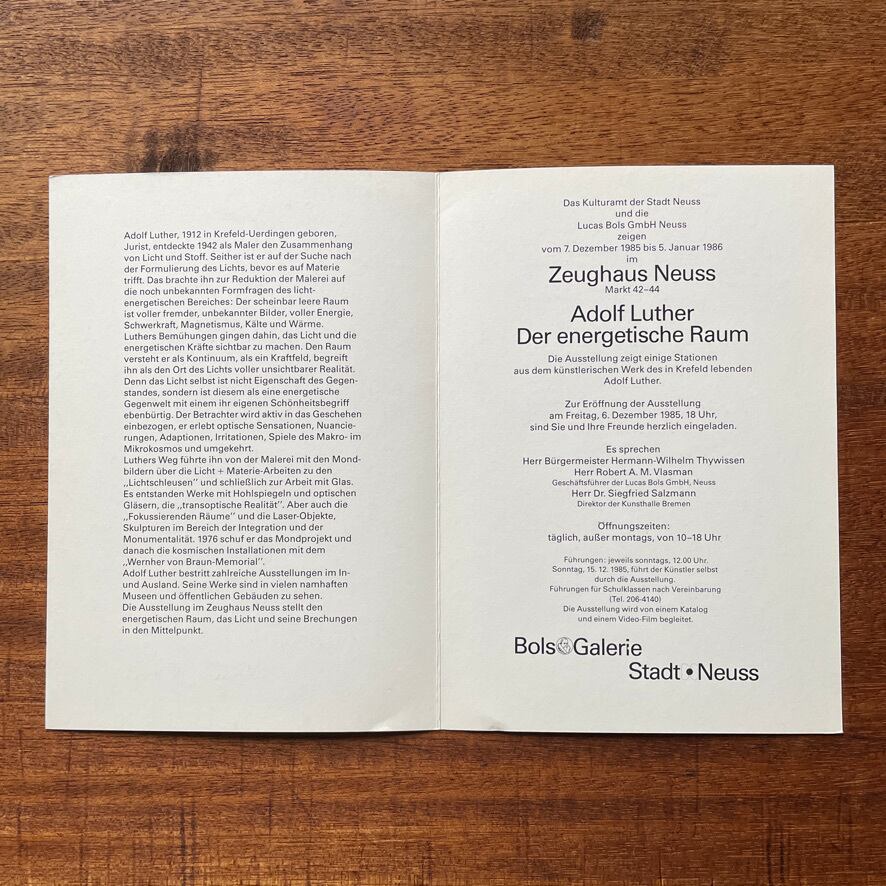 Adolf Luther, 1912 in Krefeld-Uerdingen geboren,
Jurist, entdeckte 1942 als Maler den Zusammenhang
von Licht und Stoff. Seither ist er auf der Suche nach
der Formulierung des Lichts, bevor es auf Materie
trifft. Das brachte ihn zur Reduktion der Malerei auf
die noch unbekannten Formfragen des licht-
energetischen Bereiches: Der scheinbar leere Raum
ist voller fremder, unbekannter Bilder, voller Energie,
Schwerkraft, Magnetismus, Kälte und Wärme.
Luthers Bemühungen gingen dahin, das Licht und die
energetischen Kräfte sichtbar zu machen. Den Raum
versteht er als Kontinuum, als ein Kraftfeld, begreift
ihn als den Ort des Lichts voller unsichtbarer Realität.
Denn das Licht selbst ist nicht Eigenschaft des Gegen-
standes, sondern ist diesem als eine energetische
Gegenwelt mit einem ihr eigenen Schönheitsbegriff
ebenbürtig. Der Betrachter wird aktiv in das Geschehen
einbezogen, er erlebt optische Sensationen, Nuancie-
rungen, Adaptionen, Irritationen, Spiele des Makro- im
Mikrokosmos und umgekehrt.
Luthers Weg führte ihn von der Malerei mit den Mond-
bildern über die Licht + Materie-Arbeiten zu den
„Lichtschleusen" und schließlich zur Arbeit mit Glas.
Es entstanden Werke mit Hohlspiegeln und optischen
Gläsern, die „transoptische Realität". Aber auch die
„Fokussierenden Räume" und die Laser-Objekte,
Skulpturen im Bereich der Integration und der
Monumentalität. 1976 schuf er das Mondprojekt und
danach die kosmischen Installationen mit dem
„Wernher von Braun-Memorial".
Adolf Luther bestritt zahlreiche Ausstellungen im In-
und Ausland. Seine Werke sind in vielen namhaften
Museen und öffentlichen Gebäuden zu sehen.
Die Ausstellung im Zeughaus Neuss stellt den
energetischen Raum, das Licht und seine Brechungen
in den Mittelpunkt.
Das Kulturamt der Stadt Neuss
und die
Lucas Bols GmbH Neuss
zeigen
vom 7. Dezember 1985 bis 5. Januar 1986
im
Zeughaus Neuss
Markt 42–44
Adolf Luther
Der energetische Raum
Die Ausstellung zeigt einige Stationen
aus dem künstlerischen Werk des in Krefeld lebenden
Adolf Luther.
Zur Eröffnung der Ausstellung
am Freitag, 6. Dezember 1985, 18 Uhr,
sind Sie und Ihre Freunde herzlich eingeladen.
Es sprechen
Herr Bürgermeister Hermann-Wilhelm Thywissen
Herr Robert A. M. Vlasman
Geschäftsführer der Lucas Bols GmbH, Neuss
Herr Dr. Siegfried Salzmann
Direktor der Kunsthalle Bremen
Öffnungszeiten:
täglich, außer montags, von 10–18 Uhr
Führungen: jeweils sonntags, 12.00 Uhr.
Sonntag, 15. 12. 1985, führt der Künstler selbst
durch die Ausstellung.
Führungen für Schulklassen nach Vereinbarung
(Tel. 206-4140)
Die Ausstellung wird von einem Katalog
und einem Video-Film begleitet.
Bols Galerie
Stadt • Neuss